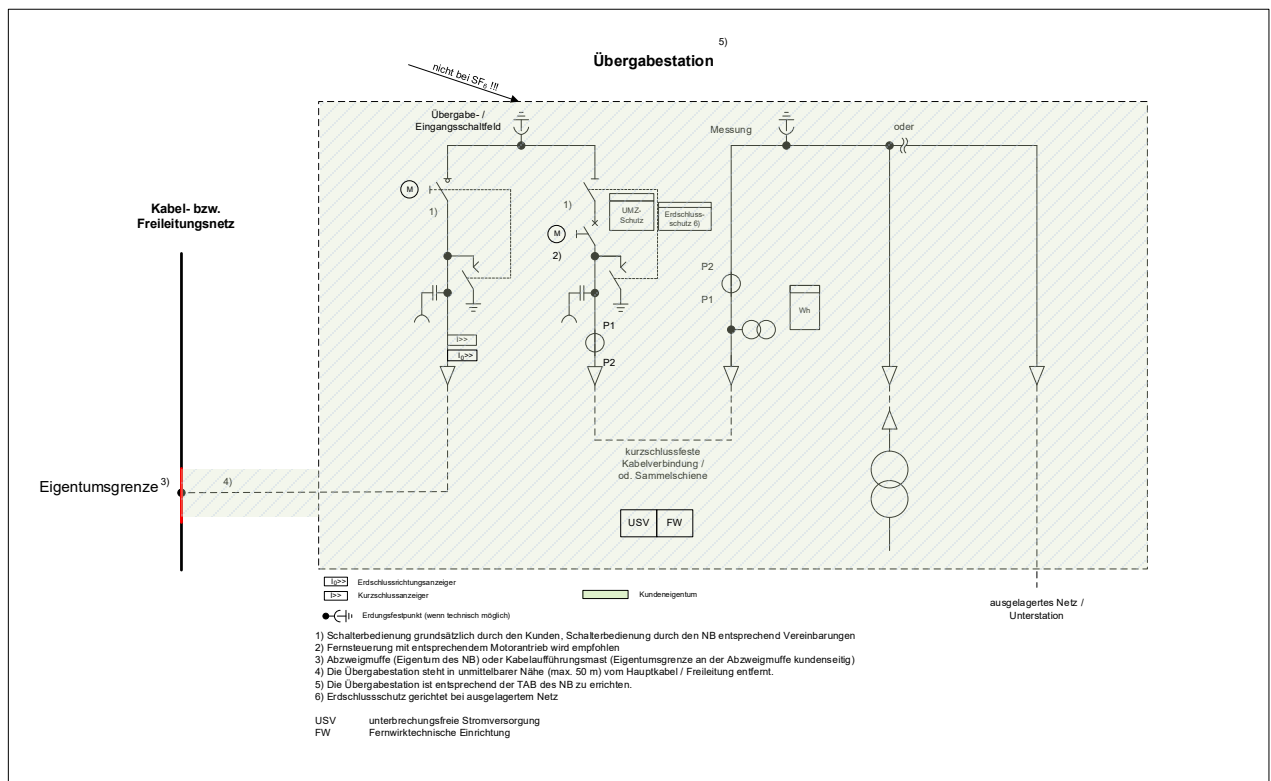 5)
Übergabestation
nicht bei SF6 !!!
Übergabe- /
Eingangsschaltfeld
Messung
oder
M
1)
1)
UMZ-
Schutz
Erdschluss-
schutz 6)
M
2)
Kabel- bzw.
Freileitungsnetz
P2
P1
Wh
P1
P2
I>>
I0>>
kurzschlussfeste
Kabelverbindung /
od. Sammelschiene
Eigentumsgrenze 3)
4)
USV FW
I0>> Erdschlussrichtungsanzeiger
I>> Kurzschlussanzeiger
Kundeneigentum
Erdungsfestpunkt (wenn technisch möglich)
ausgelagertes Netz /
Unterstation
1) Schalterbedienung grundsätzlich durch den Kunden, Schalterbedienung durch den NB entsprechend Vereinbarungen
2) Fernsteuerung mit entsprechendem Motorantrieb wird empfohlen
3) Abzweigmuffe (Eigentum des NB) oder Kabelaufführungsmast (Eigentumsgrenze an der Abzweigmuffe kundenseitig)
4) Die Übergabestation steht in unmittelbarer Nähe (max. 50 m) vom Hauptkabel / Freileitung entfernt.
5) Die Übergabestation ist entsprechend der TAB des NB zu errichten.
6) Erdschlussschutz gerichtet bei ausgelagertem Netz
USV unterbrechungsfreie Stromversorgung
FW Fernwirktechnische Einrichtung